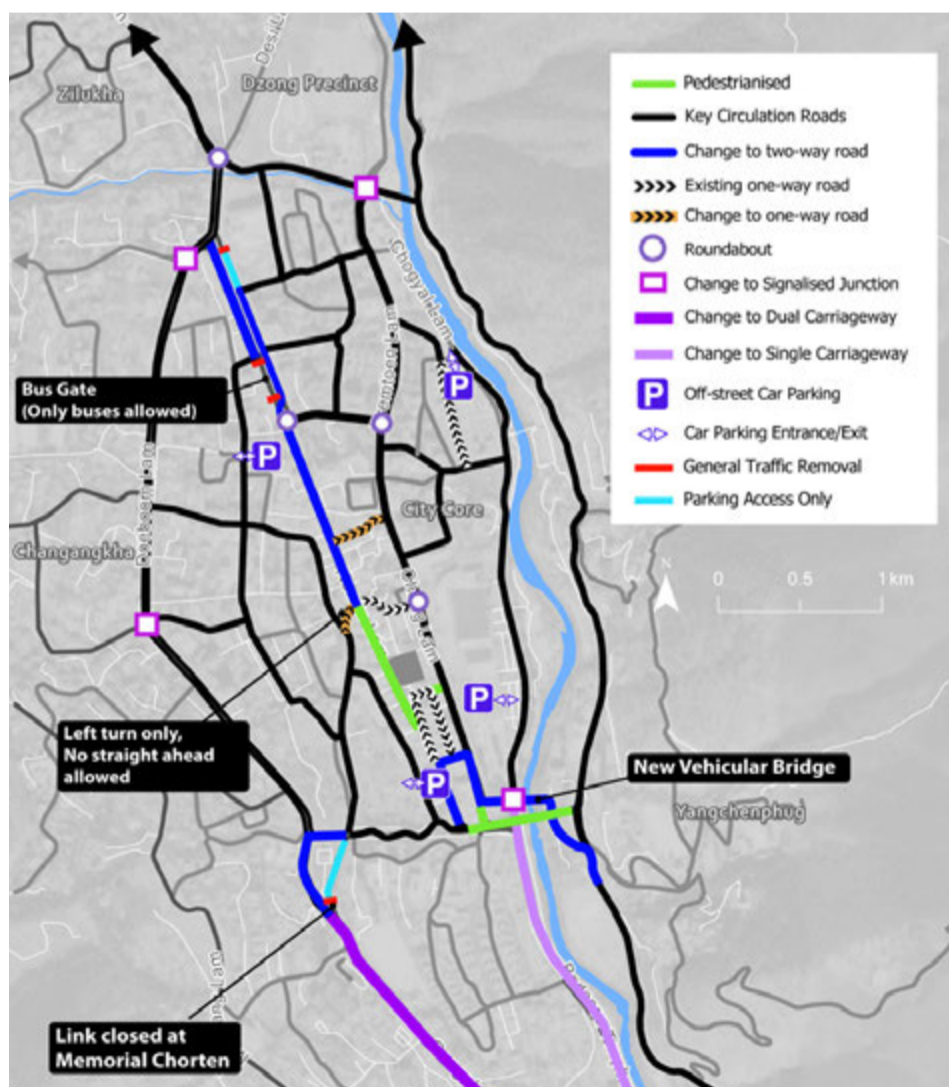 Desi Lam
Dzong Precinct
Zilukha
Pedestrianised
Key Circulation Roads
Change to two-way road
Existing one-way road
Change to one-way road
Roundabout
Change to Signalised Junction
Change to Dual Carriageway
Change to Single Carriageway
P
Off-street Car Parking
Car Parking Entrance/Exit
General Traffic Removal
Parking Access Only
Chogyal Lam
P
Bus Gate
(Only buses allowed)
P
City Core
Changangkha
N
0
0.5
1 km
Left turn only,
No straight ahead
allowed
P
New Vehicular Bridge
P
Yangchenphug
Link closed at
Memorial Chorten